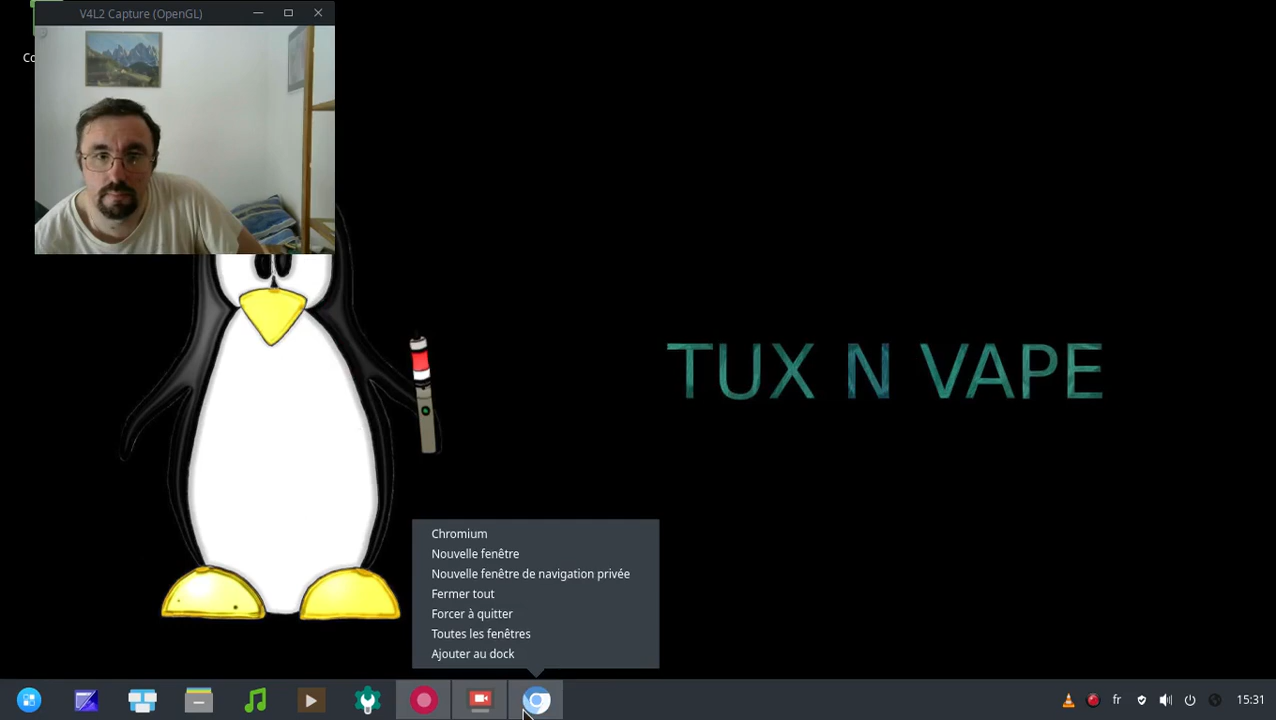 V4L2 Capture (OpenGL)
TUX N VAPE
Chromium
Nouvelle fenêtre
Nouvelle fenêtre de navigation privée
Fermer tout
Forcer à quitter
Toutes les fenêtres
Ajouter au dock
fr
15:31